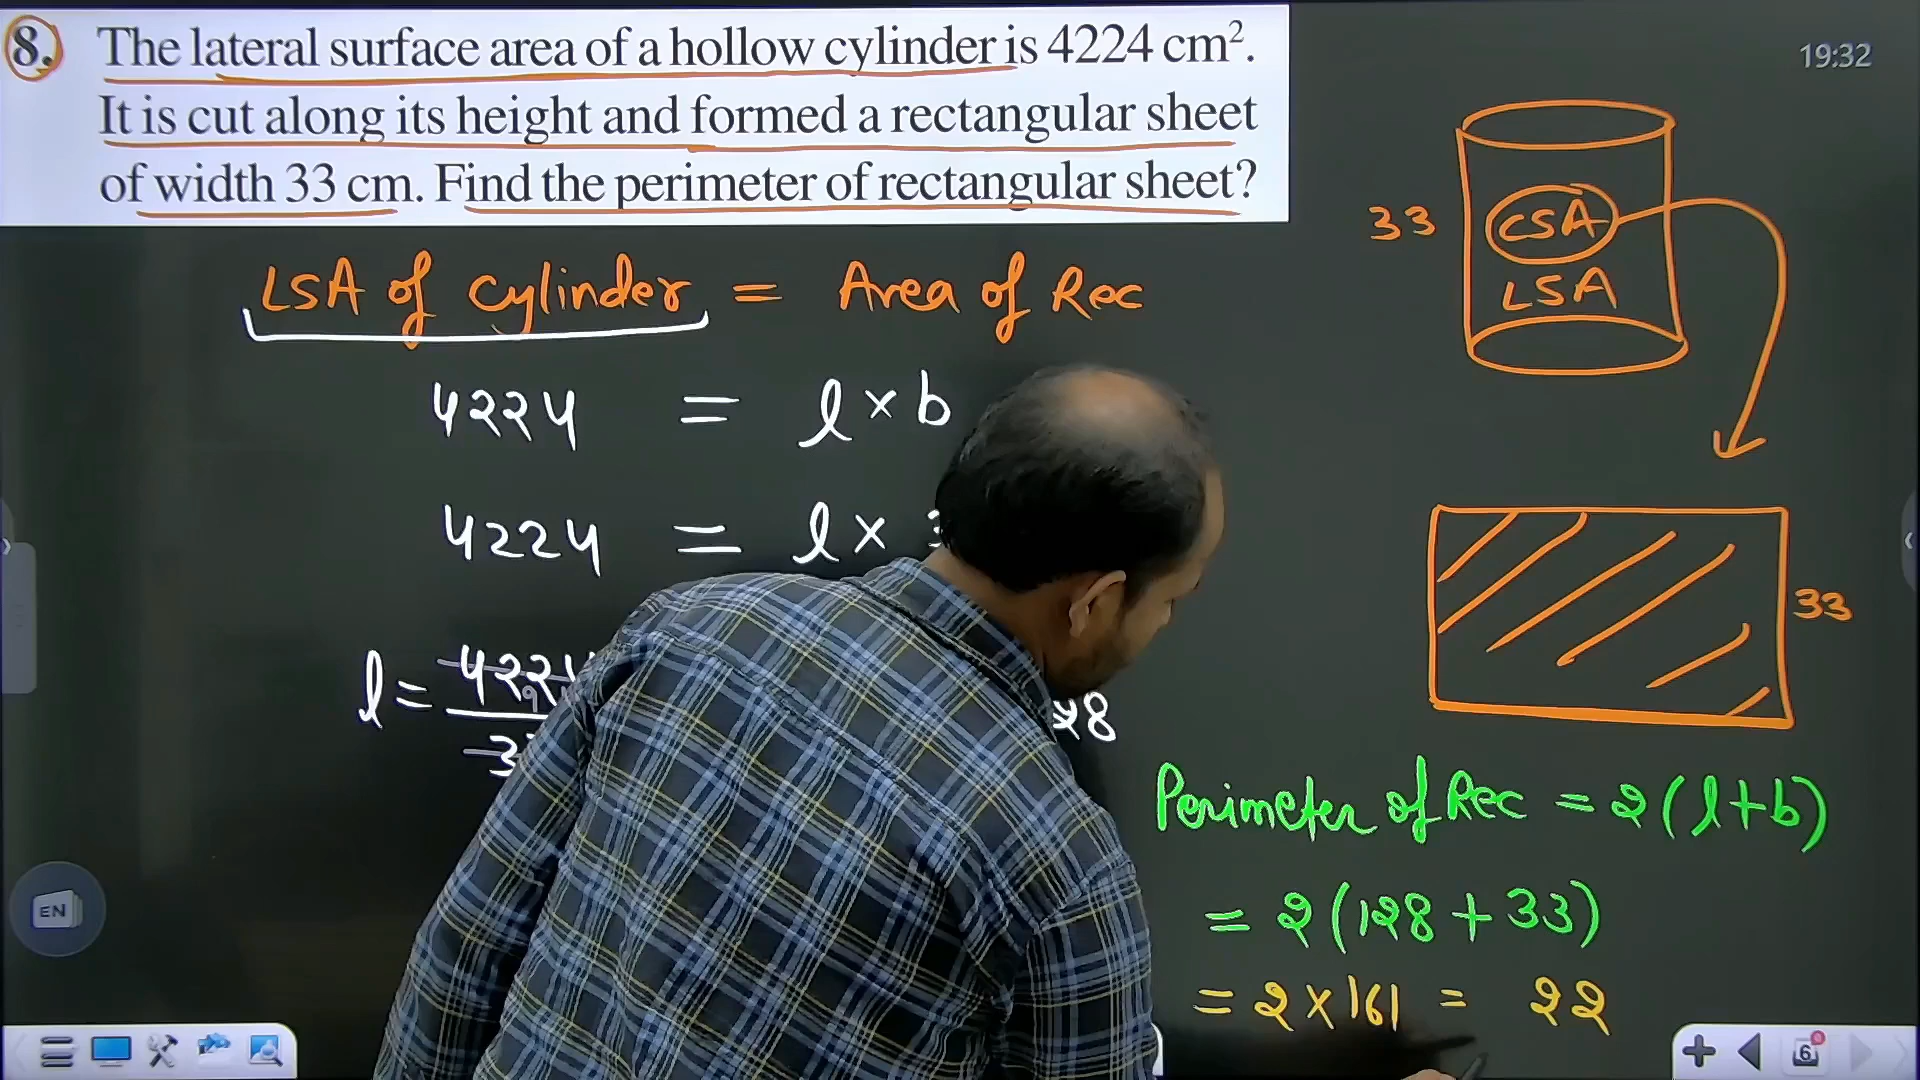 8. The lateral surface area of a hollow cylinder is 4224 cm².
It is cut along its height and formed a rectangular sheet
of width 33 cm. Find the perimeter of rectangular sheet?
19:32
33
CSA
LSA
LSA of Cylinder = Area of Rec
4224 = l × b
4224 = l ×
l =
28
33
Perimeter of Rec = 2(l+b)
= 2(128+33)
= 2×161 = 22
EN
6